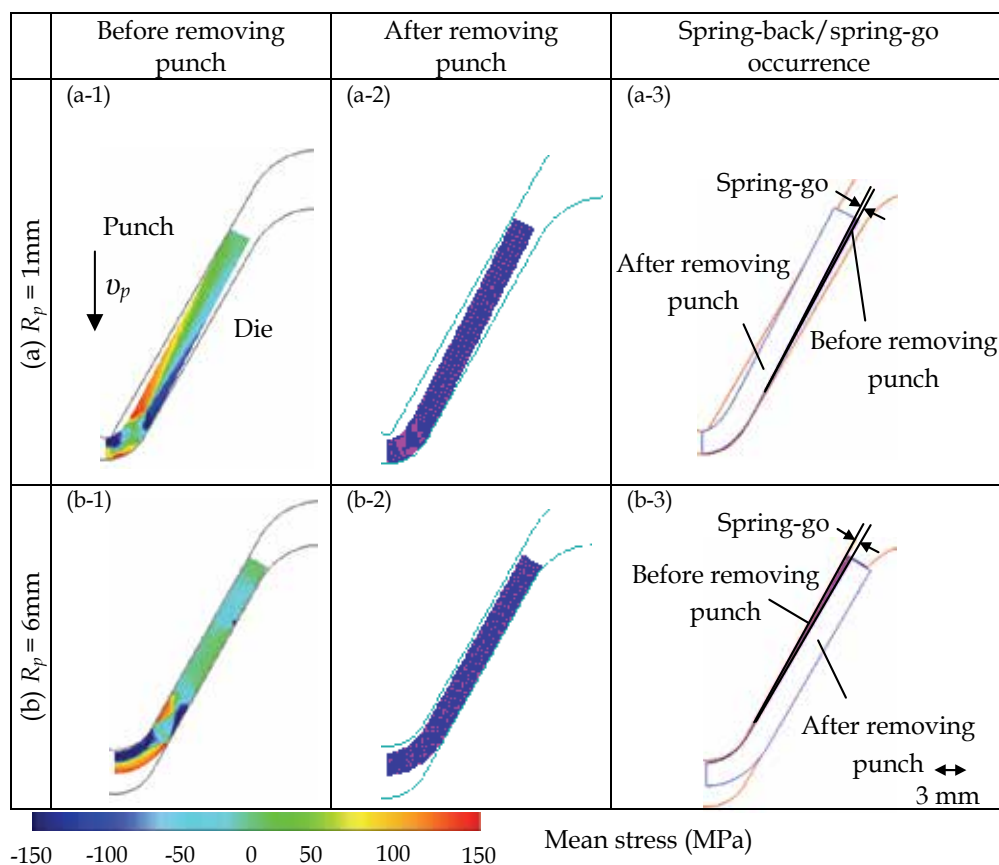 Before removing
punch
After removing
punch
Spring-back/spring-go
occurrence
(a) Rp = 1mm
(a-1)
Punch
υp
Die
(a-2)
(a-3)
Spring-go
After removing
punch
Before removing
punch
(b) Rp = 6mm
(b-1)
(b-2)
(b-3)
Spring-go
Before removing
punch
After removing
punch
3 mm
-150 -100 -50 0 50 100 150
Mean stress (MPa)